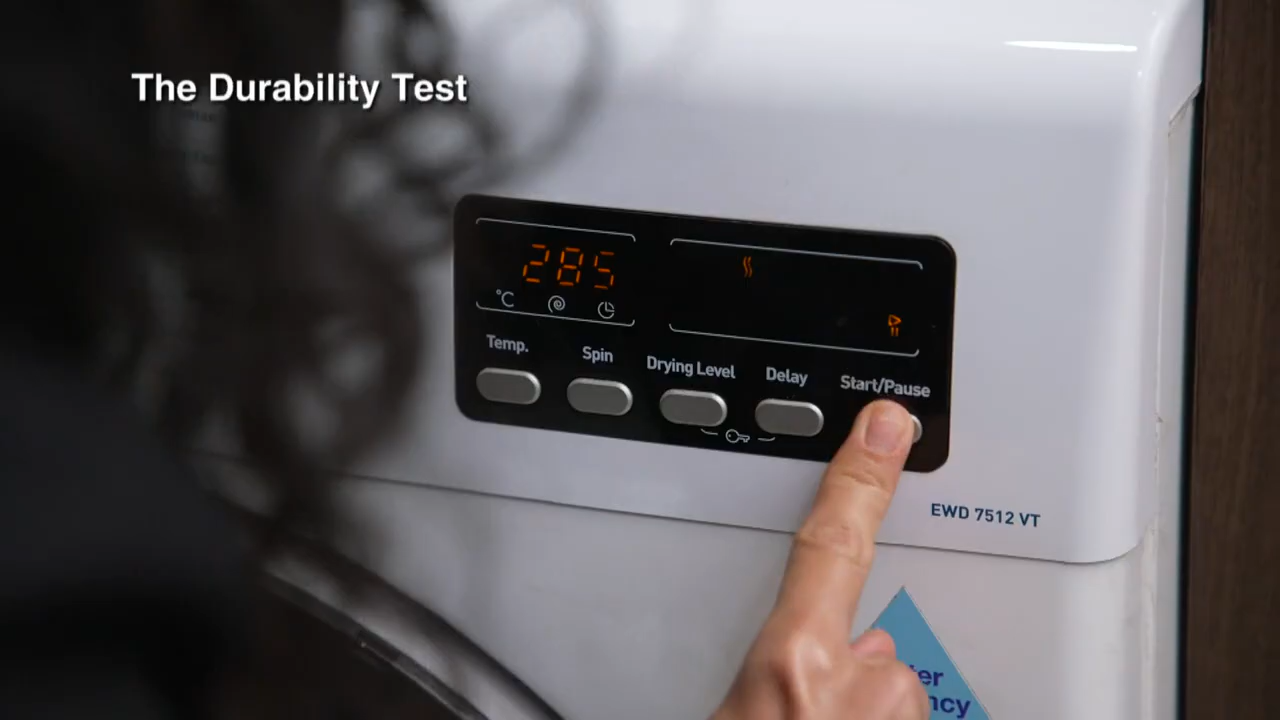 The Durability Test
285
°C
Temp.
Spin
Drying Level
Delay
Start/Pause
EWD 7512 VT